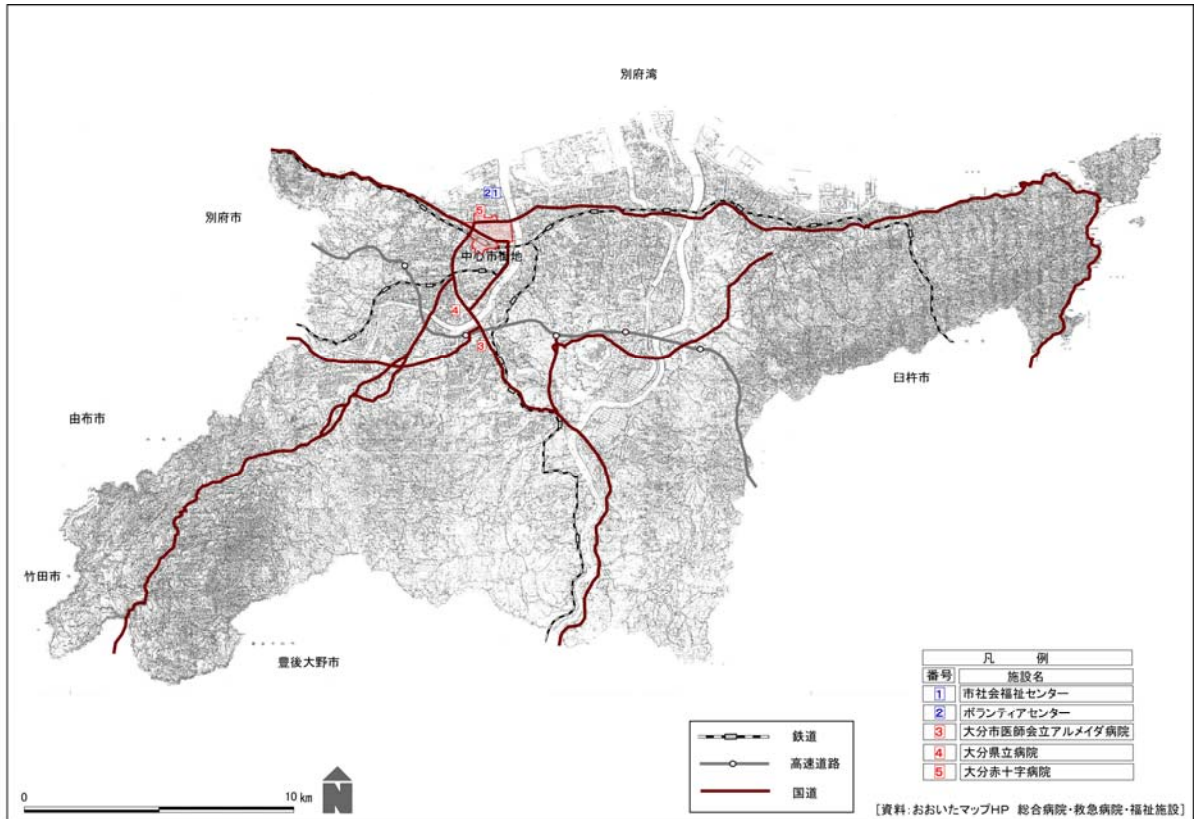 別府湾
別府市
21
5
中心市街地
4
3
臼杵市
由布市
竹田市
豊後大野市
凡 例
番号 施設名
1 市社会福祉センター
2 ボランティアセンター
3 大分市医師会立アルメイダ病院
4 大分県立病院
5 大分赤十字病院
鉄道
高速道路
国道
0 10 km
N
[資料:おおいたマップHP 総合病院・救急病院・福祉施設]